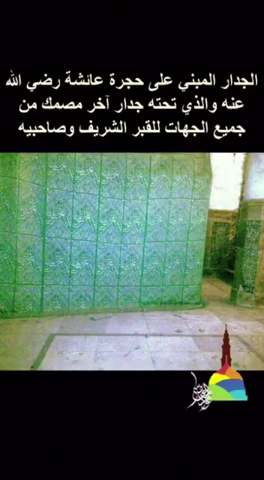 الجدار المبني على حجرة عائشة رضي الله
عنه والذي تحته جدار آخر مصمك من
جميع الجهات للقبر الشريف وصاحبيه